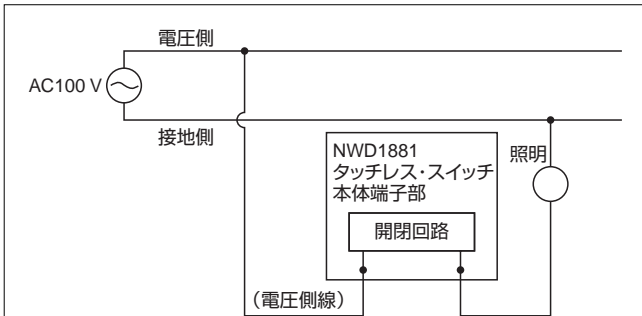 電圧側
AC100 V
接地側
NWD1881
タッチレス・スイッチ
本体端子部
照明
開閉回路
（電圧側線）